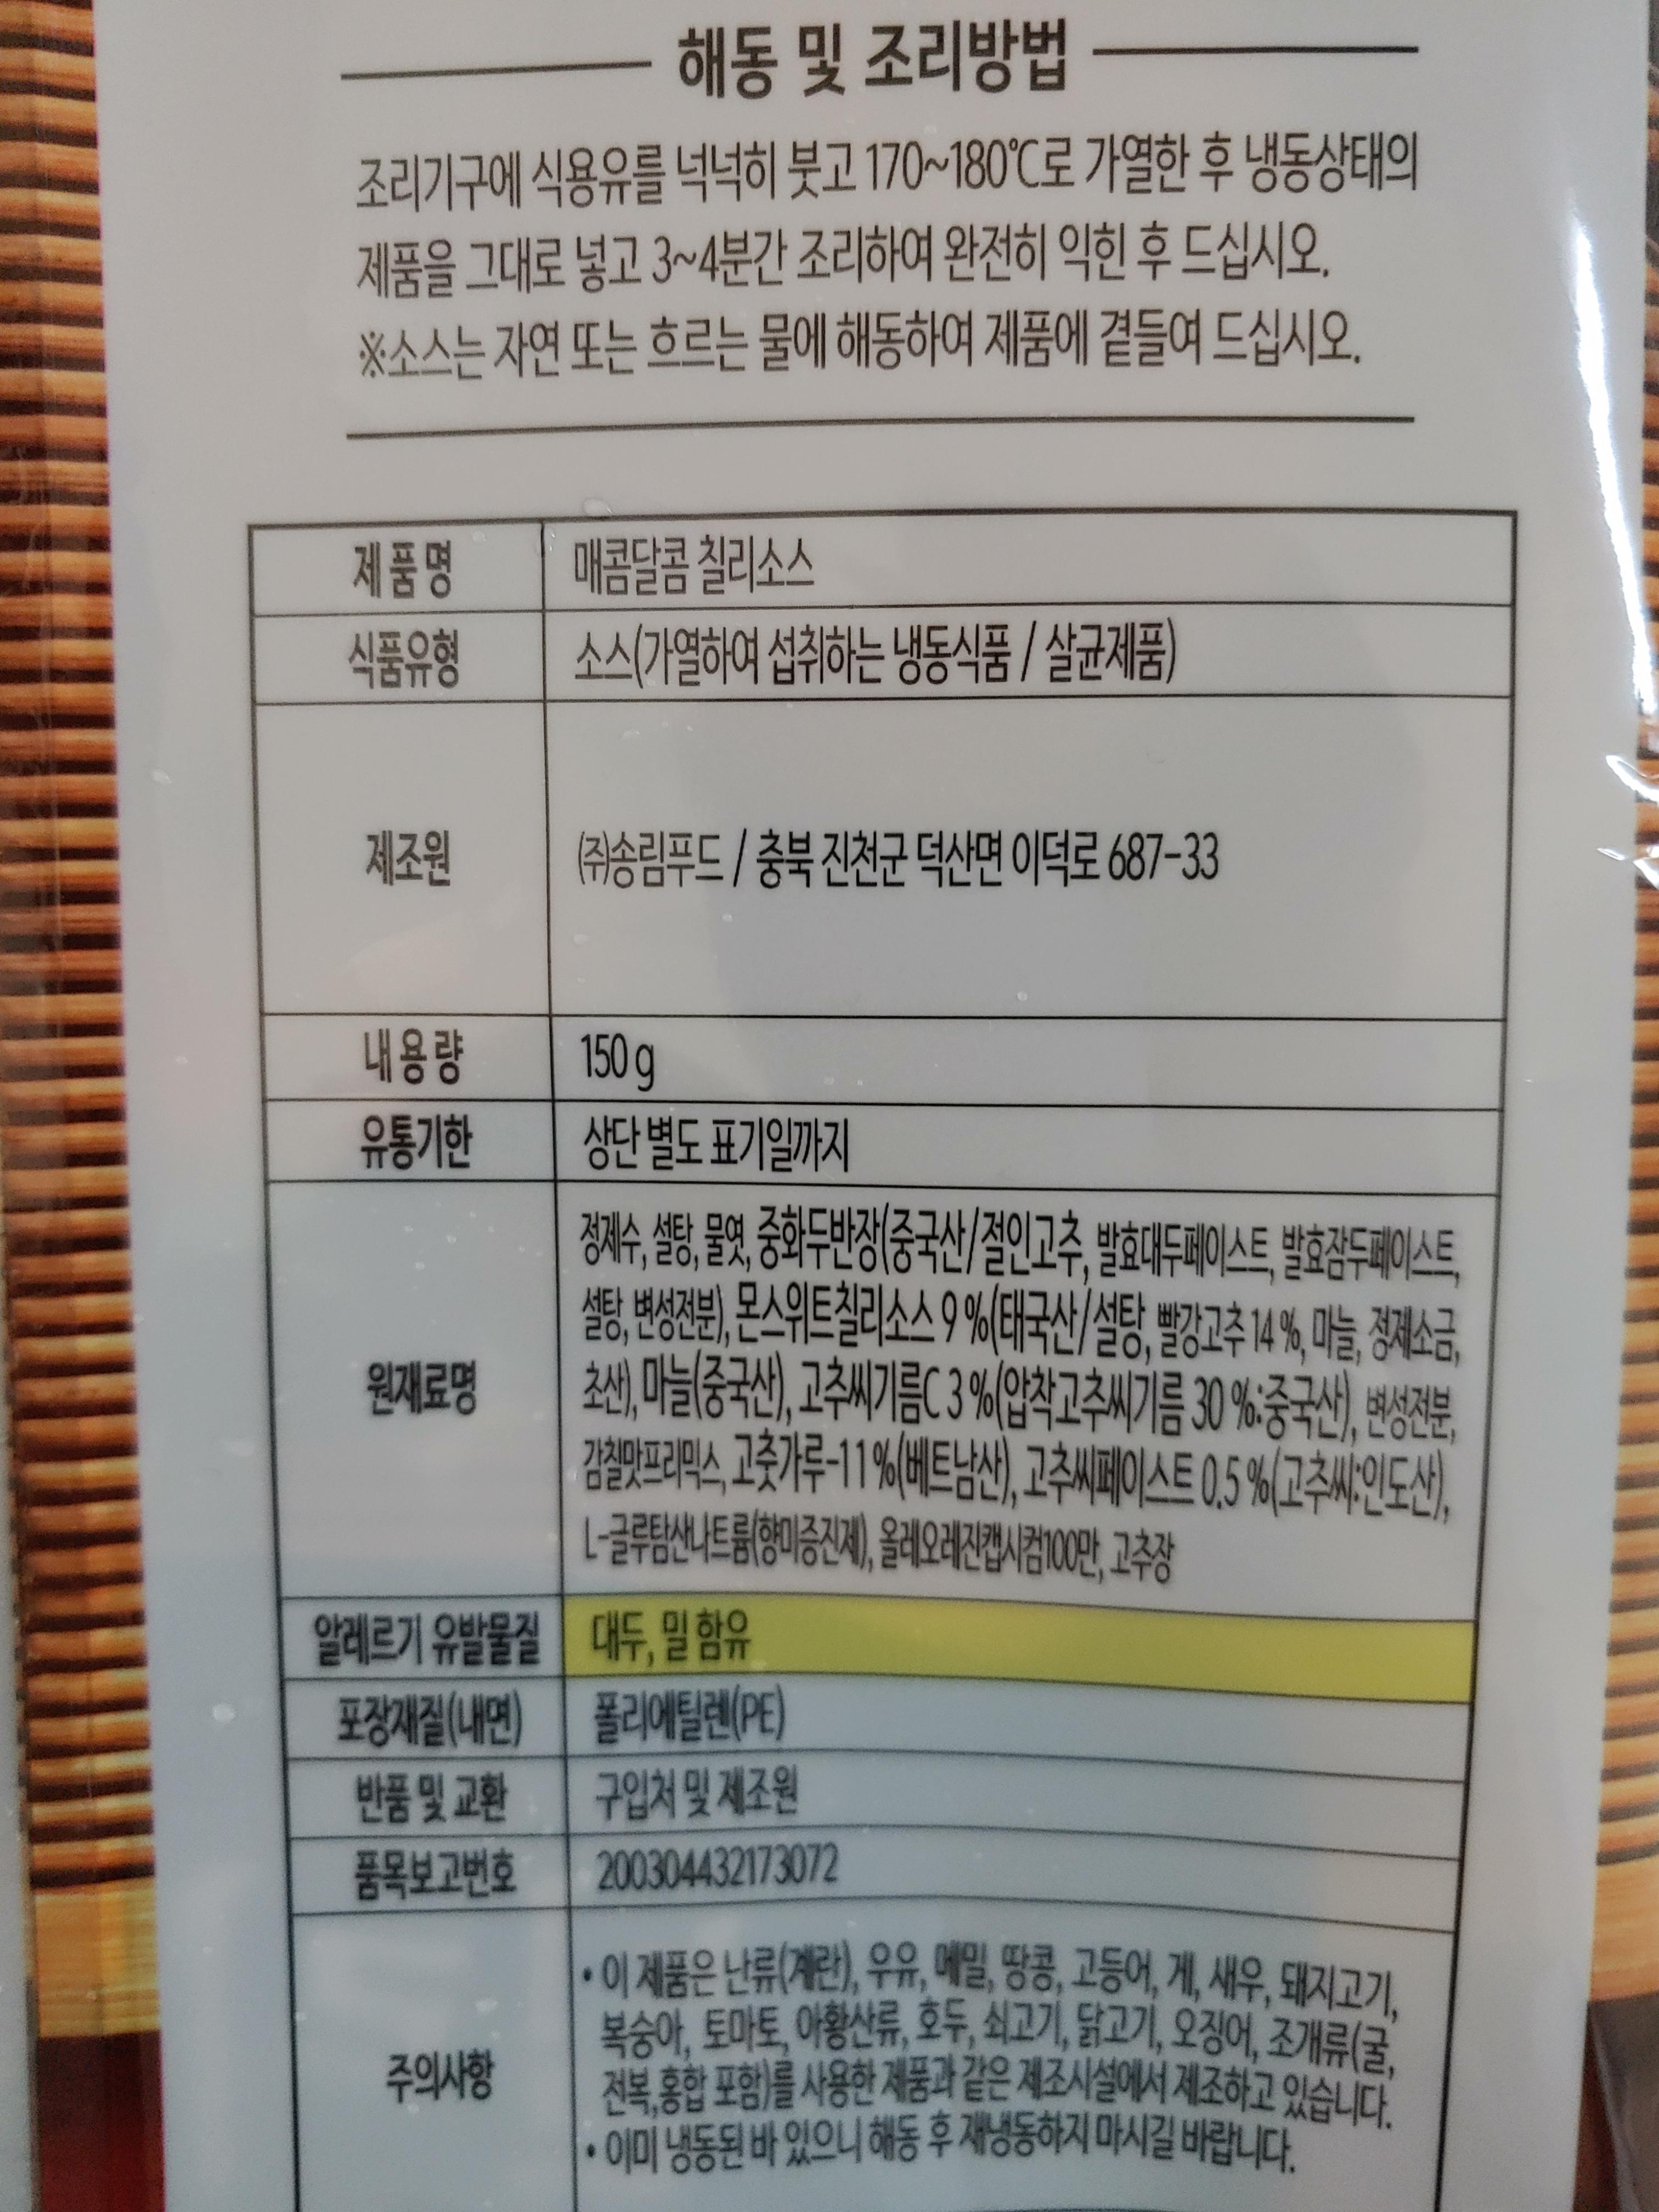 해동 및 조리방법
조리기구에 식용유를 넉넉히 붓고 170~180℃로 가열한 후 냉동상태의
제품을 그대로 넣고 3~4분간 조리하여 완전히 익힌 후 드십시오.
※소스는 자연 또는 흐르는 물에 해동하여 제품에 곁들여 드십시오.
제품명 매콤달콤 칠리소스
식품유형 소스(가열하여 섭취하는 냉동식품 / 살균제품)
제조원 ㈜송림푸드 / 충북 진천군 덕산면 이덕로 687-33
내용량 150 g
유통기한 상단 별도 표기일까지
원재료명
정제수, 설탕, 물엿, 중화두반장(중국산/절인고추, 발효대두페이스트, 발효잠두페이스트,
설탕, 변성전분), 몬스위트칠리소스 9 %(태국산/설탕, 빨강고추 14 %, 마늘, 정제소금,
초산), 마늘(중국산), 고추씨기름C 3 %(압착고추씨기름 30 %:중국산), 변성전분,
감칠맛프리믹스, 고춧가루-1 1 %(베트남산), 고추씨페이스트 0.5 %(고추씨:인도산),
L-글루탐산나트륨(향미증진제), 올레오레진캡시컴100만, 고추장
알레르기 유발물질 대두, 밀 함유
포장재질(내면) 폴리에틸렌(PE)
반품 및 교환 구입처 및 제조원
품목보고번호 200304432173072
주의사항
• 이 제품은 난류(계란), 우유, 메밀, 땅콩, 고등어, 게, 새우, 돼지고기,
복숭아, 토마토, 아황산류, 호두, 쇠고기, 닭고기, 오징어, 조개류(굴,
전복,홍합 포함)를 사용한 제품과 같은 제조시설에서 제조하고 있습니다.
• 이미 냉동된 바 있으니 해동 후 재냉동하지 마시길 바랍니다.